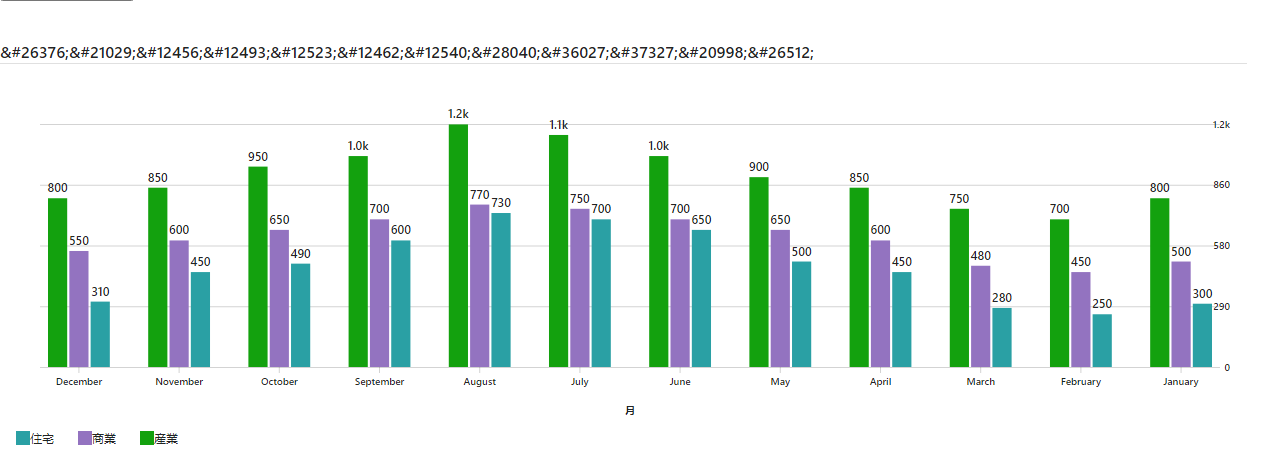 &#26376;&#21029;&#12456;&#12493;&#12523;&#12462;&#12540;&#28040;&#36027;&#37327;&#20998;&#26512;
1.2k
1.1k
1.0k 1.0k
1.2k
950
900
850 850
800 800
860
770 730
750 700
750
700 700 700
650 650 650
600 600 600
550
500 500
490 480
450 450 450
580
310 300
280
250
290
0
December November October September August July June May April March February January
月
住宅 商業 産業